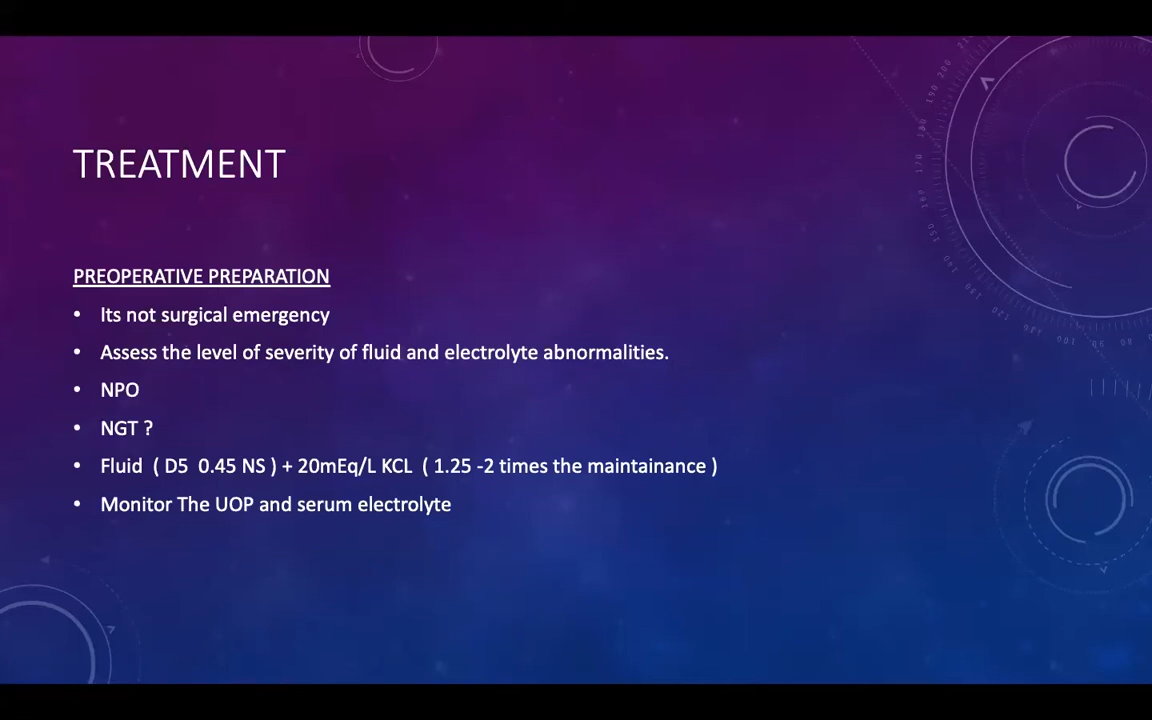 TREATMENT
PREOPERATIVE PREPARATION
• Its not surgical emergency
• Assess the level of severity of fluid and electrolyte abnormalities.
• NPO
• NGT ?
• Fluid ( D5 0.45 NS ) + 20mEq/L KCL ( 1.25 -2 times the maintainance )
• Monitor The UOP and serum electrolyte